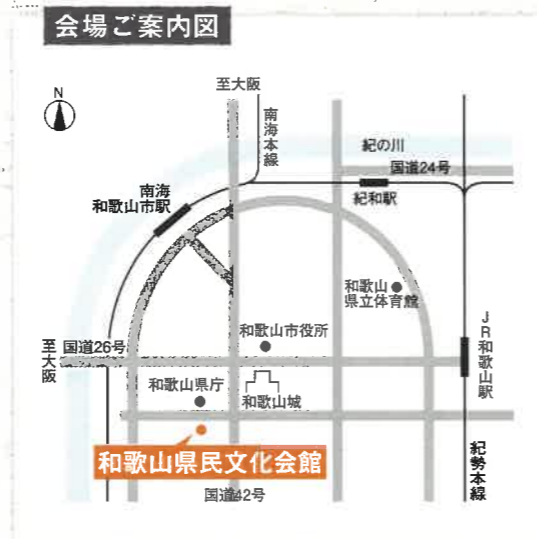 会場ご案内図
至大阪
N
南海本線
紀の川
国道24号
南海
和歌山市駅
紀和駅
和歌山
県立体育館
和歌山市役所
JR和歌山駅
至大阪
国道26号
和歌山県庁
和歌山城
和歌山県民文化会館
紀勢本線
国道42号